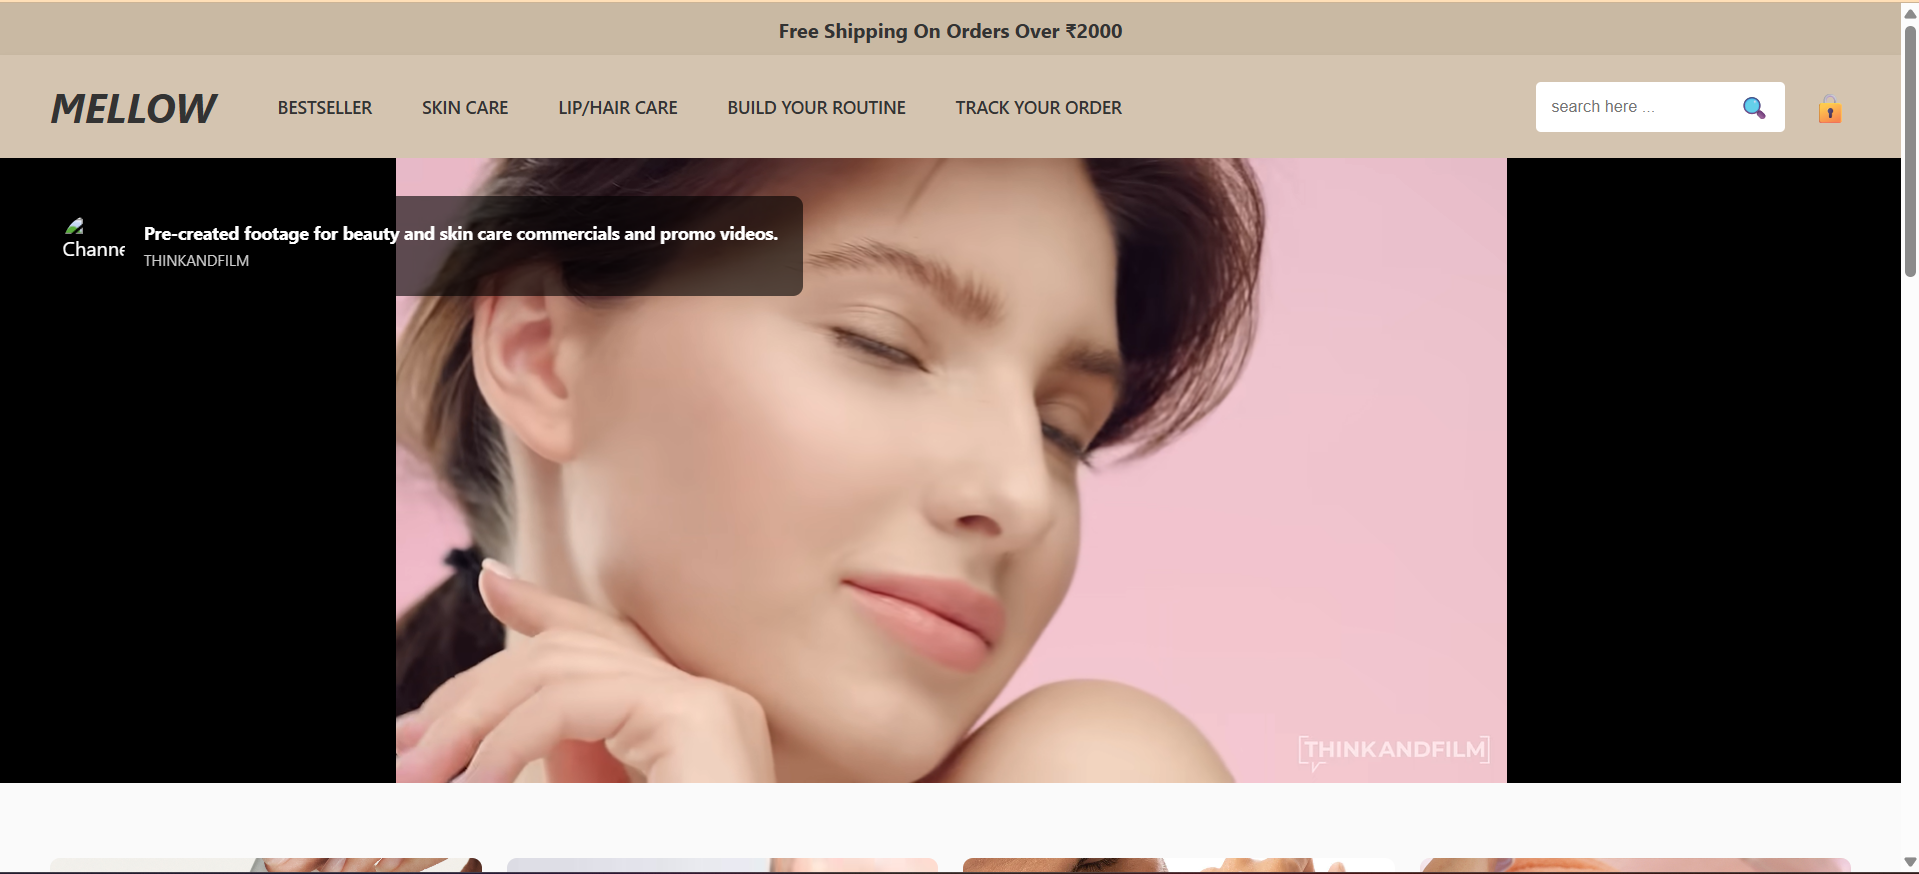 Free Shipping On Orders Over ₹2000
MELLOW
BESTSELLER
SKIN CARE
LIP/HAIR CARE
BUILD YOUR ROUTINE
TRACK YOUR ORDER
search here ...
Pre-created footage for beauty and skin care commercials and promo videos.
Channe
THINKANDFILM
THINKANDFILM